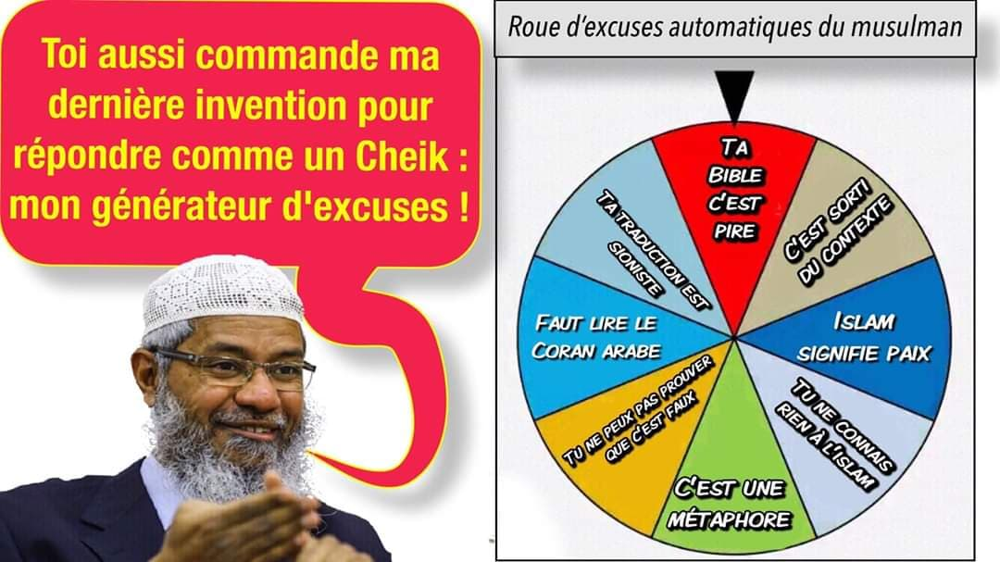 Toi aussi commande ma
dernière invention pour
répondre comme un Cheik :
mon générateur d'excuses !
Roue d'excuses automatiques du musulman
TA
BIBLE
C'EST
PIRE
C'EST SORTI
DU CONTEXTE
ISLAM
SIGNIFIE PAIX
TU NE CONNAIS
RIEN À L'ISLAM
C'EST UNE
MÉTAPHORE
TU NE PEUX PAS PROUVER
QUE C'EST FAUX
FAUT LIRE LE
CORAN ARABE
TA TRADUCTION EST
SIONISTE